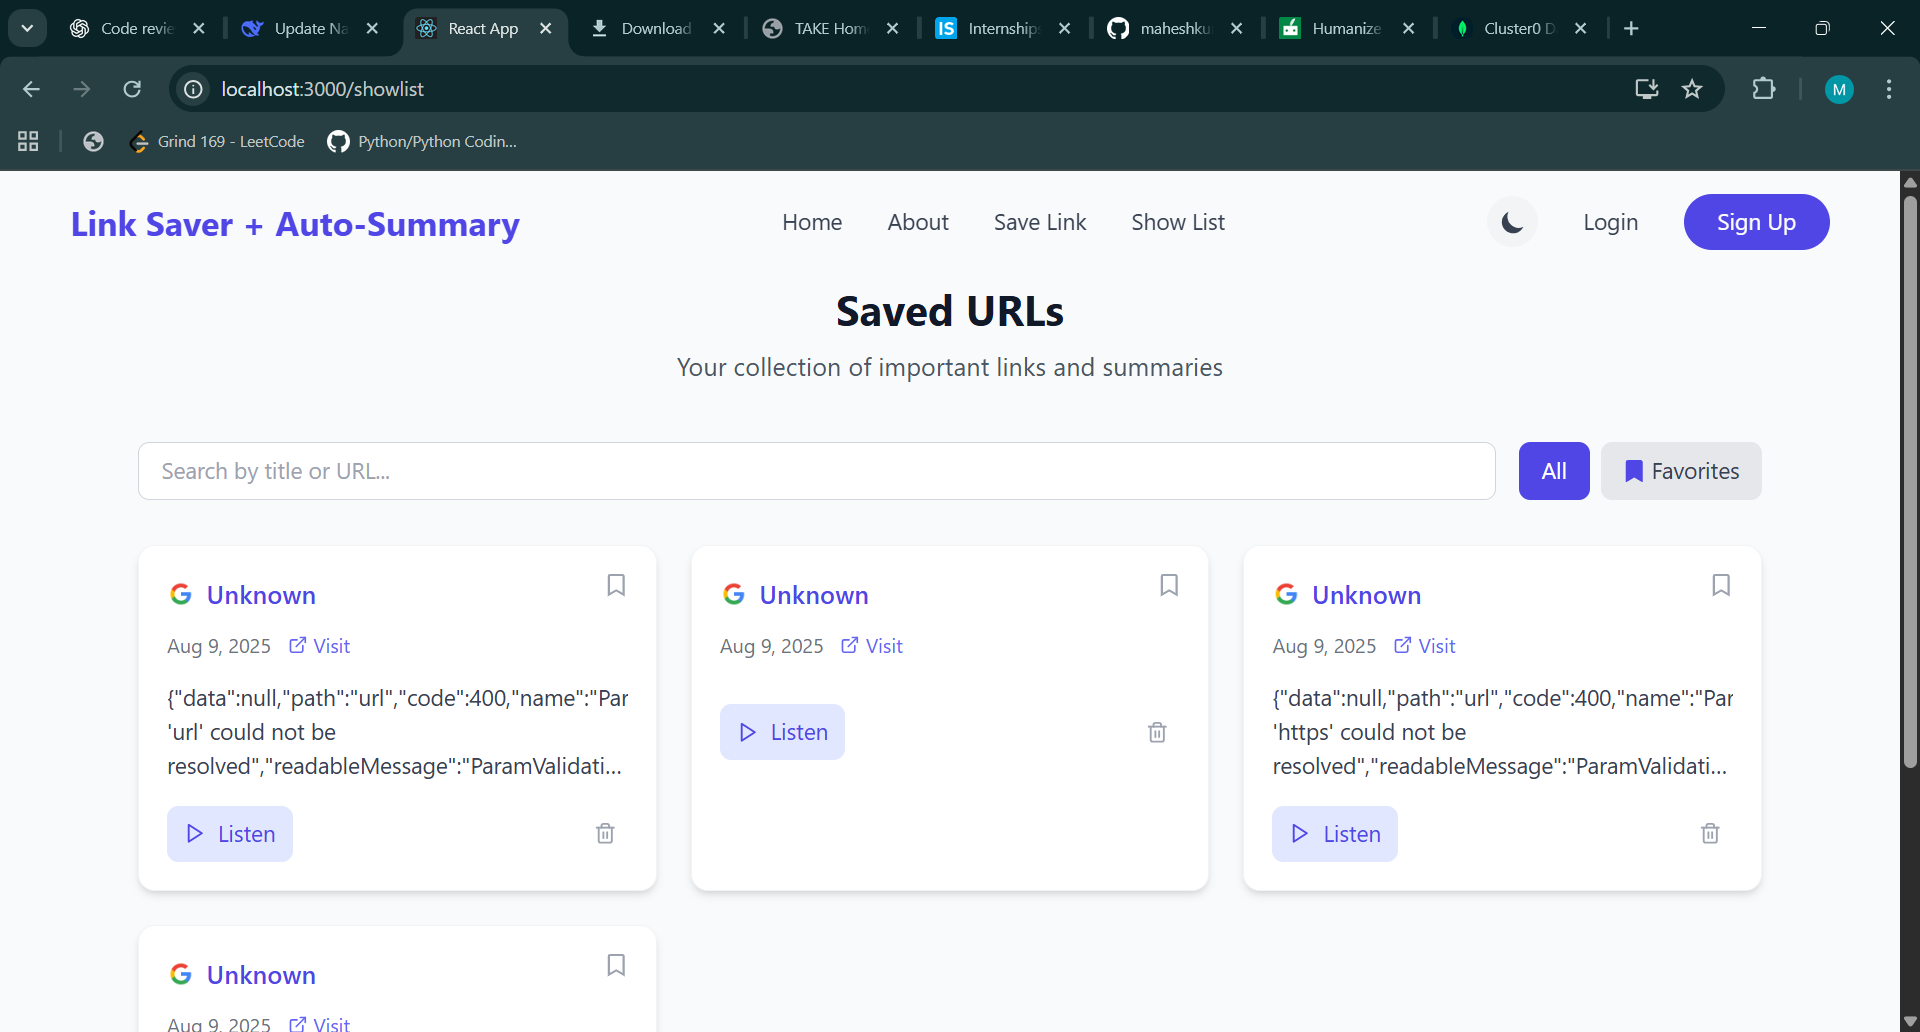 Code revie
Update Na
React App
Download
TAKE Hom
Internships
maheshku
Humanize
Cluster0 D
localhost:3000/showlist
M
Grind 169 - LeetCode
Python/Python Codin...
Link Saver + Auto-Summary
Home
About
Save Link
Show List
Login
Sign Up
Saved URLs
Your collection of important links and summaries
Search by title or URL...
All
Favorites
Unknown
Aug 9, 2025 Visit
{"data":null,"path":"url","code":400,"name":"Par
'url' could not be
resolved","readableMessage":"ParamValidati...
Listen
Unknown
Aug 9, 2025 Visit
Listen
Unknown
Aug 9, 2025 Visit
{"data":null,"path":"url","code":400,"name":"Par
'https' could not be
resolved","readableMessage":"ParamValidati...
Listen
Unknown
Aug 9, 2025 Visit